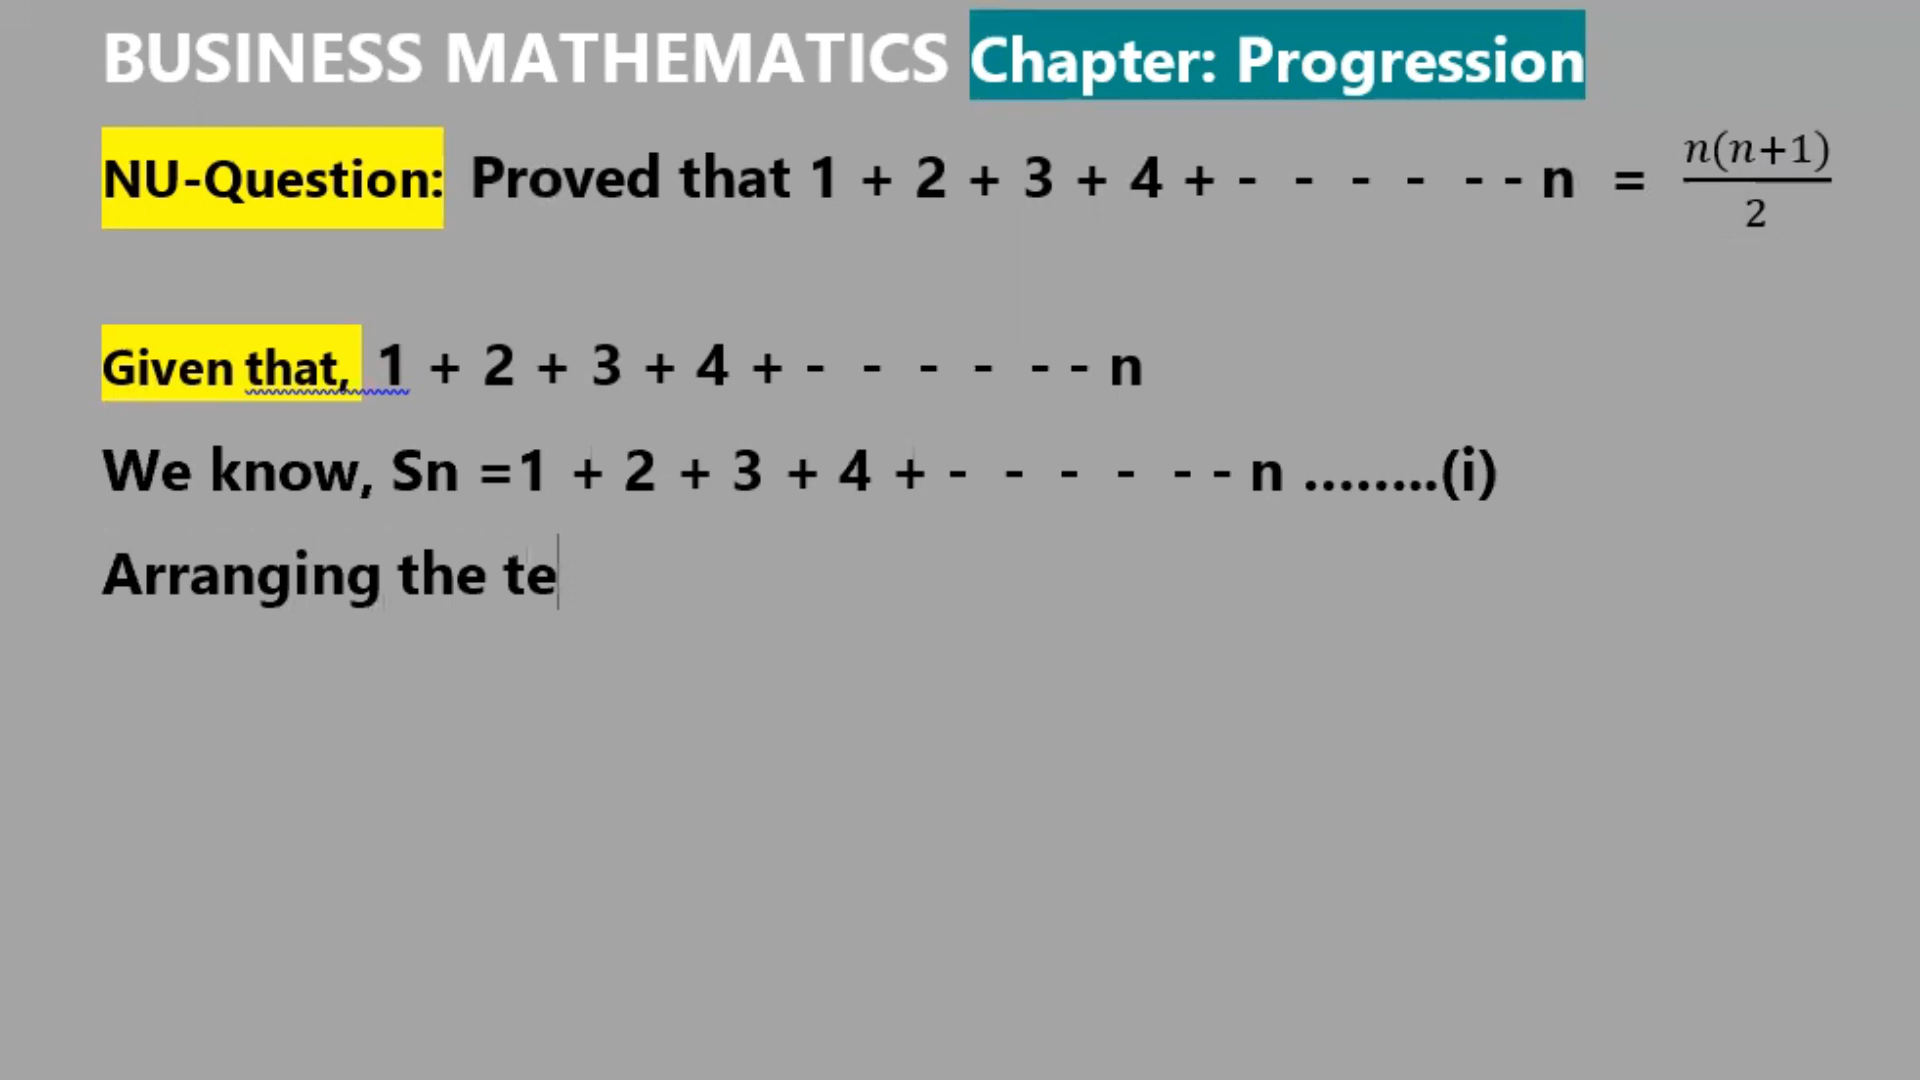 BUSINESS MATHEMATICS Chapter: Progression
NU-Question: Proved that 1 + 2 + 3 + 4 + - - - - - - n = \frac{n(n+1)}{2}
Given that, 1 + 2 + 3 + 4 + - - - - - - n
We know, Sn =1 + 2 + 3 + 4 + - - - - - - n ........(i)
Arranging the te